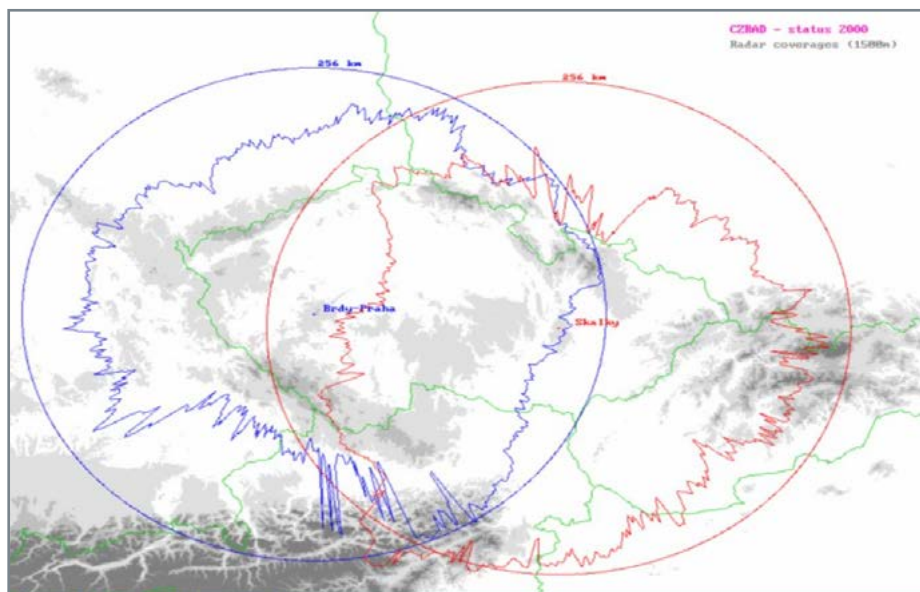 CZRAD - status 2000
Radar coverages (1500m)
256 km
256 km
Brdy-Praha
Skalky